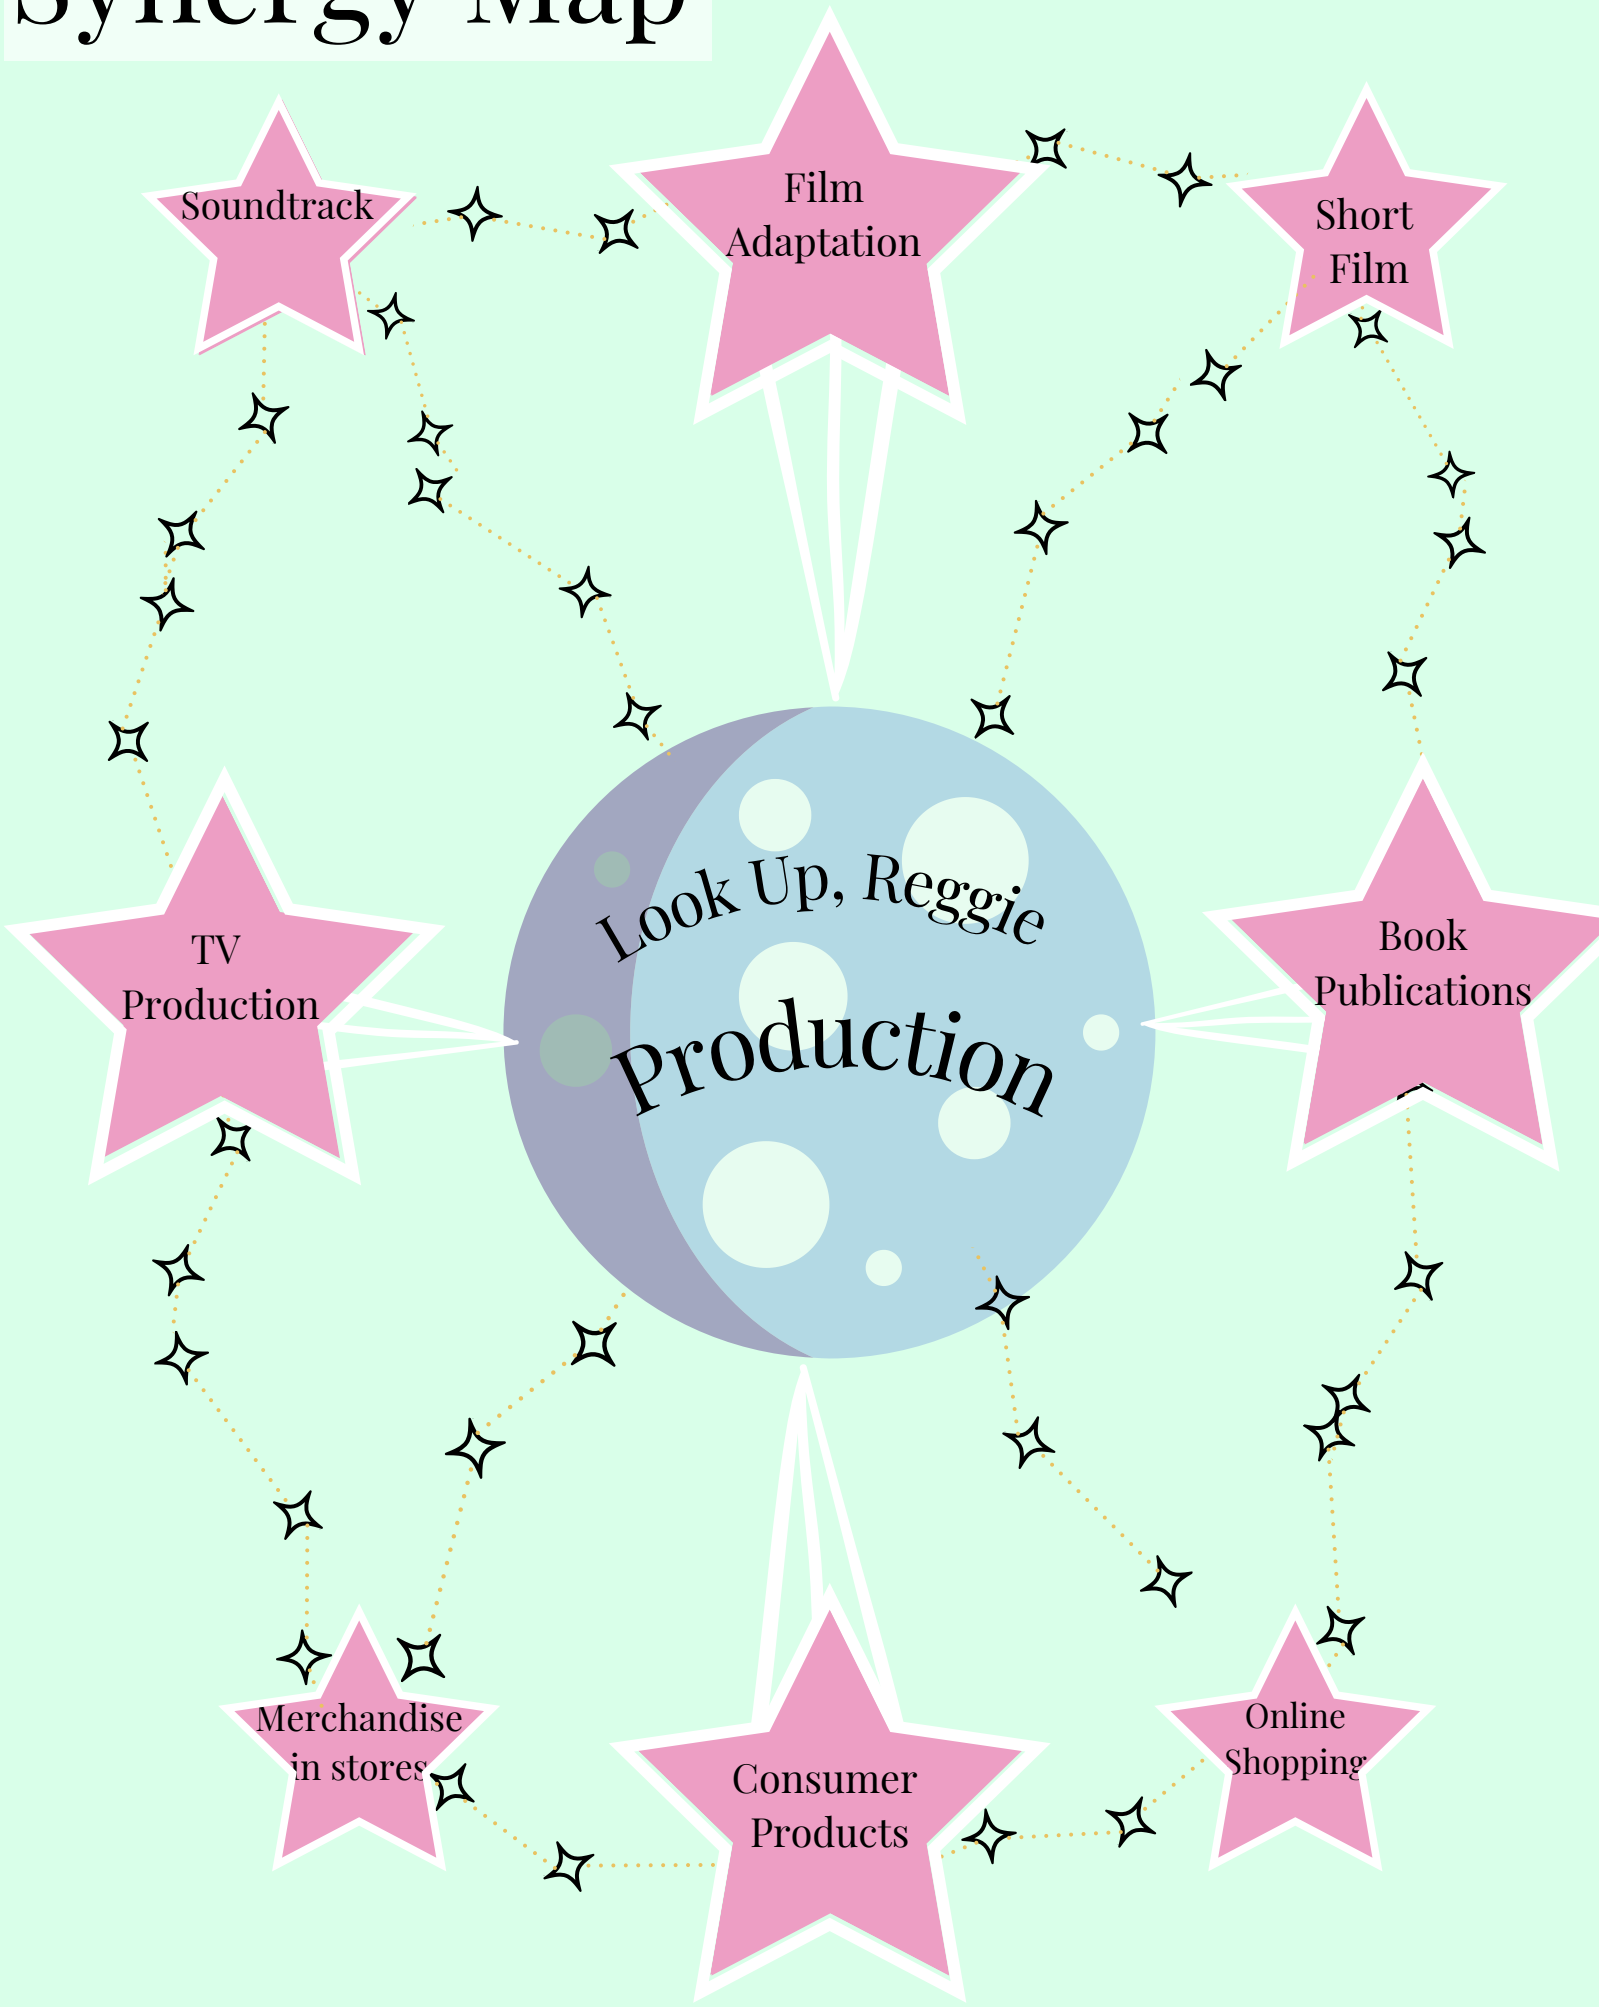 Synergy Map
Soundtrack
Film
Adaptation
Short
Film
Look Up, Reggie
Production
TV
Production
Book
Publications
Merchandise
in stores
Consumer
Products
Online
Shopping